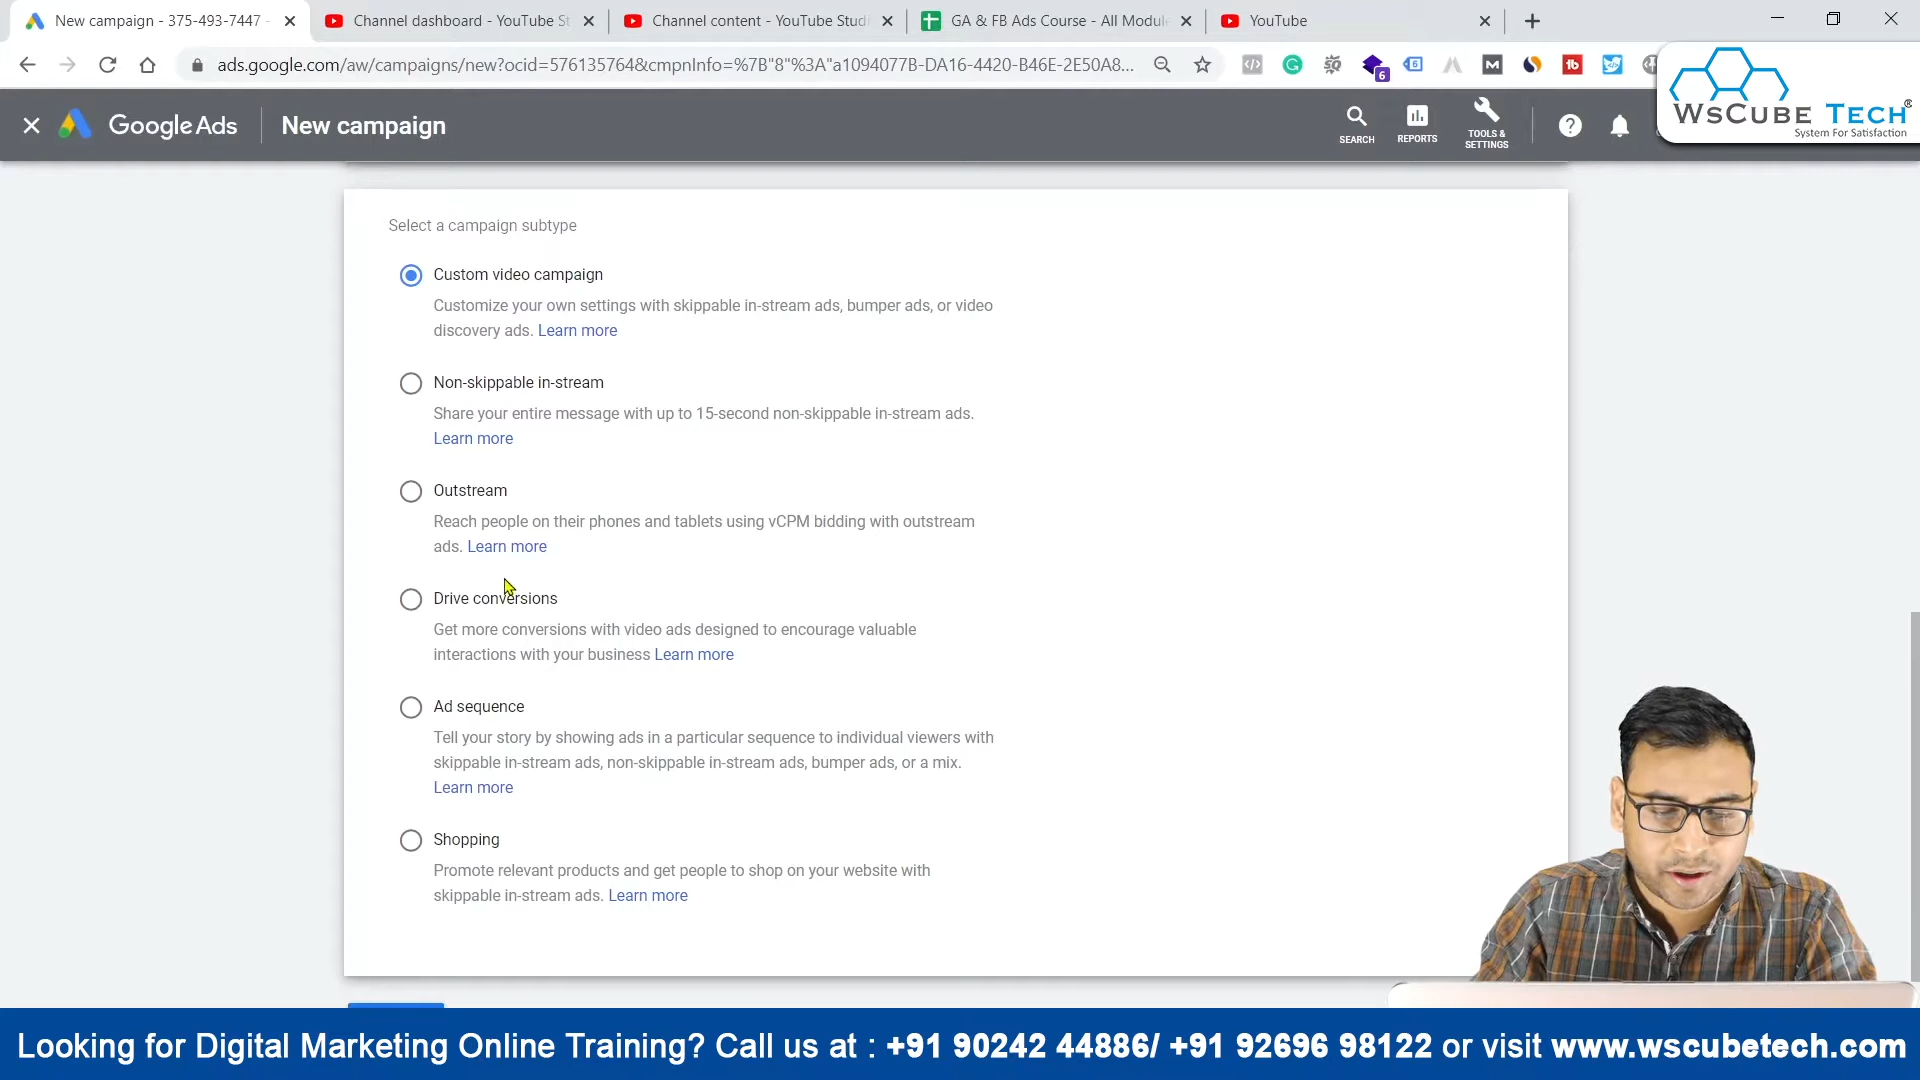 New campaign - 375-493-7447 -
Channel dashboard - YouTube St
Channel content - YouTube Studi
GA & FB Ads Course - All Module
YouTube
ads.google.com/aw/campaigns/new?ocid=576135764&cmpnInfo=%7B"8"%3A"a1094077B-DA16-4420-B46E-2E50A8...
6
WSCUBE TECH®
System For Satisfaction
Google Ads
New campaign
SEARCH
REPORTS
TOOLS &
SETTINGS
Select a campaign subtype
Custom video campaign
Customize your own settings with skippable in-stream ads, bumper ads, or video
discovery ads. Learn more
Non-skippable in-stream
Share your entire message with up to 15-second non-skippable in-stream ads.
Learn more
Outstream
Reach people on their phones and tablets using vCPM bidding with outstream
ads. Learn more
Drive conversions
Get more conversions with video ads designed to encourage valuable
interactions with your business Learn more
Ad sequence
Tell your story by showing ads in a particular sequence to individual viewers with
skippable in-stream ads, non-skippable in-stream ads, bumper ads, or a mix.
Learn more
Shopping
Promote relevant products and get people to shop on your website with
skippable in-stream ads. Learn more
Looking for Digital Marketing Online Training? Call us at : +91 90242 44886/ +91 92696 98122 or visit www.wscubetech.com